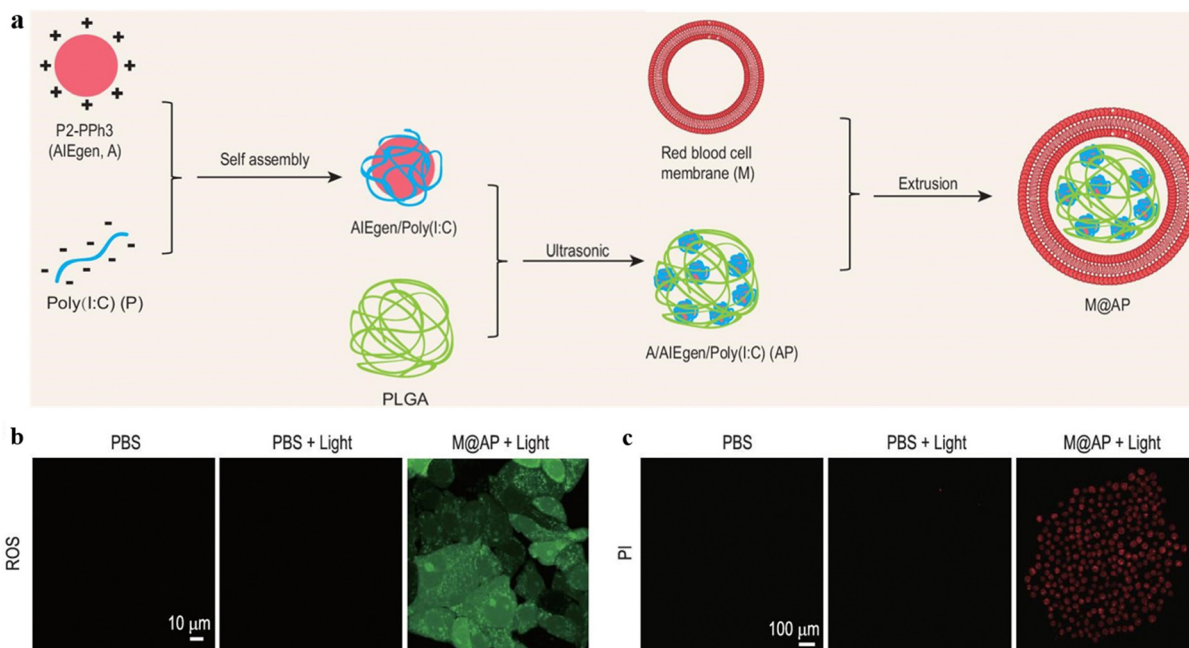 a
P2-PPh3
(AIEgen, A)
Poly(I:C) (P)
Self assembly
AIEgen/Poly(I:C)
PLGA
Ultrasonic
Red blood cell
membrane (M)
A/AIEgen/Poly(I:C) (AP)
Extrusion
M@AP
b
PBS
PBS + Light
M@AP + Light
ROS
10 μm
c
PBS
PBS + Light
M@AP + Light
PI
100 μm